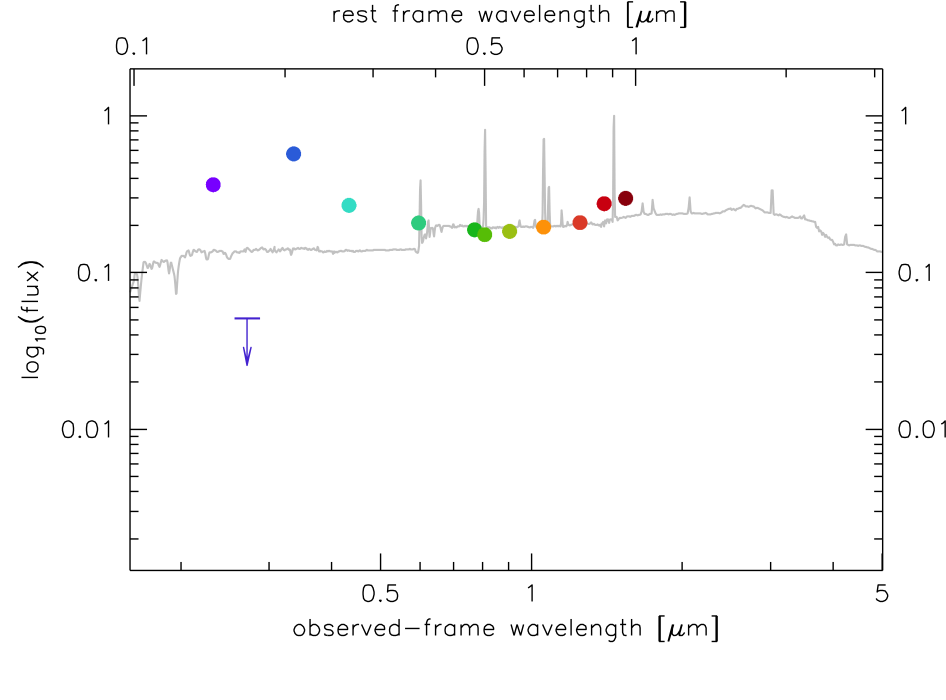 rest frame wavelength [μm]
0.1 0.5 1
1 1
0.1 0.1
log10(flux)
0.01 0.01
0.5 1 5
observed-frame wavelength [μm]